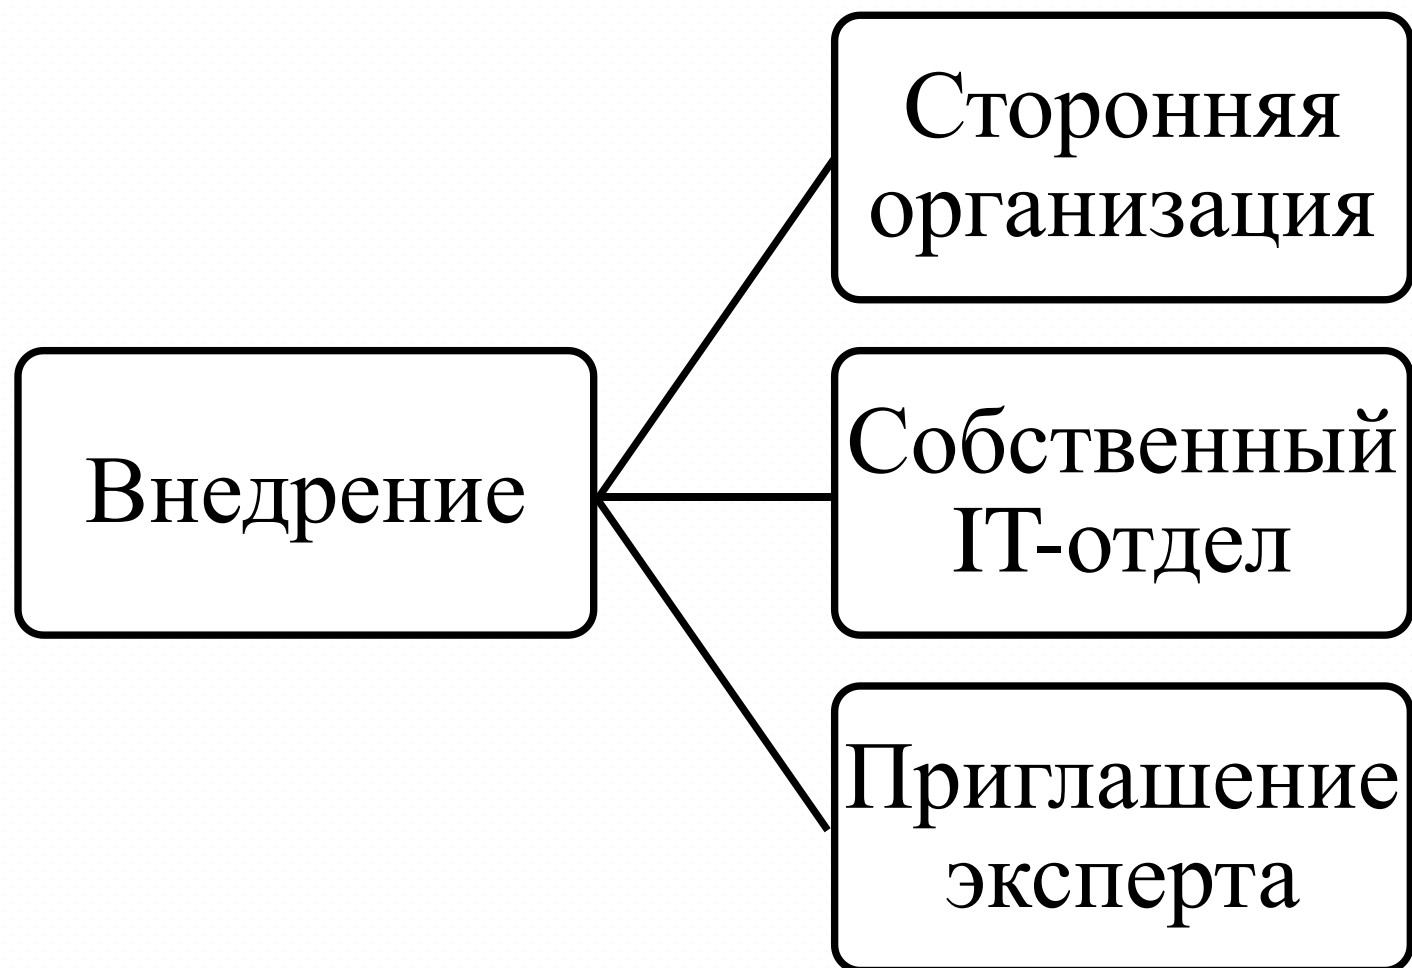 Сторонняя
организация
Внедрение
Собственный
IT-отдел
Приглашение
эксперта